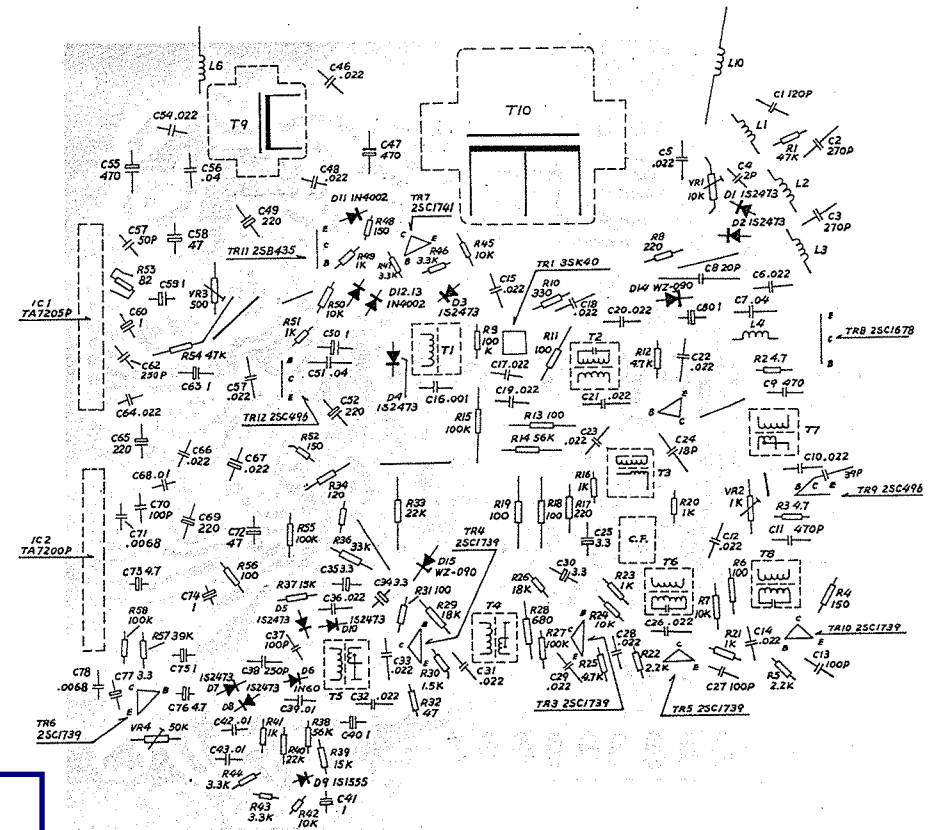 L6
C46
.022
L10
C1 120P
C54 .022
T9
T10
L1
R1
47K
C2
270P
C47
470
C5
.022
C55
470
C56
.04
C48
.022
VR1
10K
C4
2P
L2
D1 1S2473
D11 1N4002
TR7
2SC1741
C49
220
R48
150
D2 1S2473
C3
270P
C57
50P
C58
47
TR11 2SB435
E
C
B
R49
1K
R47
3.3K
C
E
B
R46
3.3K
R45
10K
R8
220
L3
TR1 3SK40
C8 20P
C6 .022
R53
82
C59 1
VR3
500
D12.13
1N4002
D3
1S2473
C15
.022
R10
330
C18
.022
D14 WZ-090
C80 1
C7 .04
IC1
TA7205P
R50
10K
C20 .022
L4
C60
1
R51
1K
C50 1
T1
R9
100
K
R11
100
T2
E
C
B
TR8 2SC1678
R54 47K
C62
250P
C63 1
C57
.022
B
C
E
C51 .04
D4
1S2473
C16 .001
C17 .022
C19 .022
R12
4.7K
C22
.022
R2 4.7
C9 470
C21 .022
C64 .022
TR12 2SC496
C52
220
R15
100K
R13 100
R14 56K
E
B
C
T7
C65
220
C66
.022
C67
.022
R52
150
C23
.022
C24
18P
C10 .022
C68 .01
R34
120
R33
22K
R19
100
R18
100
R17
220
R16
1K
T3
39P
B
C
E
TR9 2SC496
C70
100P
C69
220
C72
47
R55
100K
R20
1K
VR2
1K
R3 4.7
C11 470P
IC2
TA7200P
C71
.0068
R36
33K
TR4
2SC1739
C25
3.3
C.F.
C12
.022
C73 4.7
R56
100
C35 3.3
D15
WZ-090
C30
3.3
T6
R6
100
T8
C74
1
R37 15K
C34 3.3
R26
18K
R23
1K
R58
100K
R57 39K
D5
1S2473
C36 .022
1S2473
D10
R31 100
R29
18K
T4
R28
680
R24
10K
C26 .022
R7
10K
R4
150
C37
100P
B
C
E
R27
100K
B
C
E
C28
.022
R21
1K
C14
.022
B
C
E
TR10 2SC1739
C78
.0068
C77 3.3
C75 1
1S2473
D7
C38 250P
D6
1N60
T5
C33
.022
R30
1.5K
C31
.022
C29
.022
R25
4.7K
R22
2.2K
C27 100P
R5
2.2K
C13
100P
TR6
2SC1739
C
B
E
C76 4.7
1S2473
D8
C39 .01
C32 .022
R32
47
TR3 2SC1739
TR5 2SC1739
VR4
50K
C42 .01
R41
1K
R38
56K
C40 1
C43 .01
R40
22K
R39
15K
R44
3.3K
D9 1S1555
R43
3.3K
R42
10K
C41
1